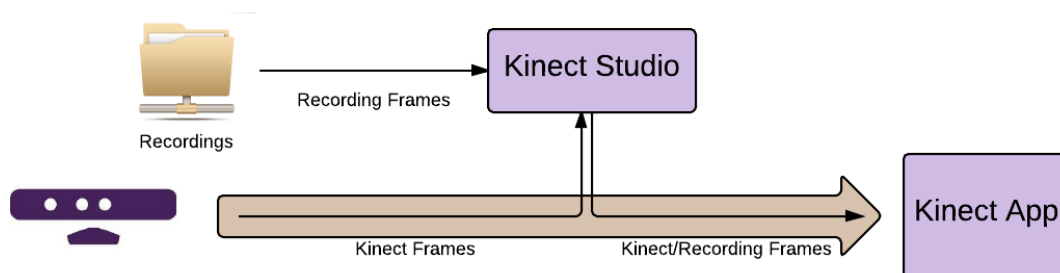 Kinect Studio
Recording Frames
Recordings
Kinect App
Kinect Frames
Kinect/Recording Frames